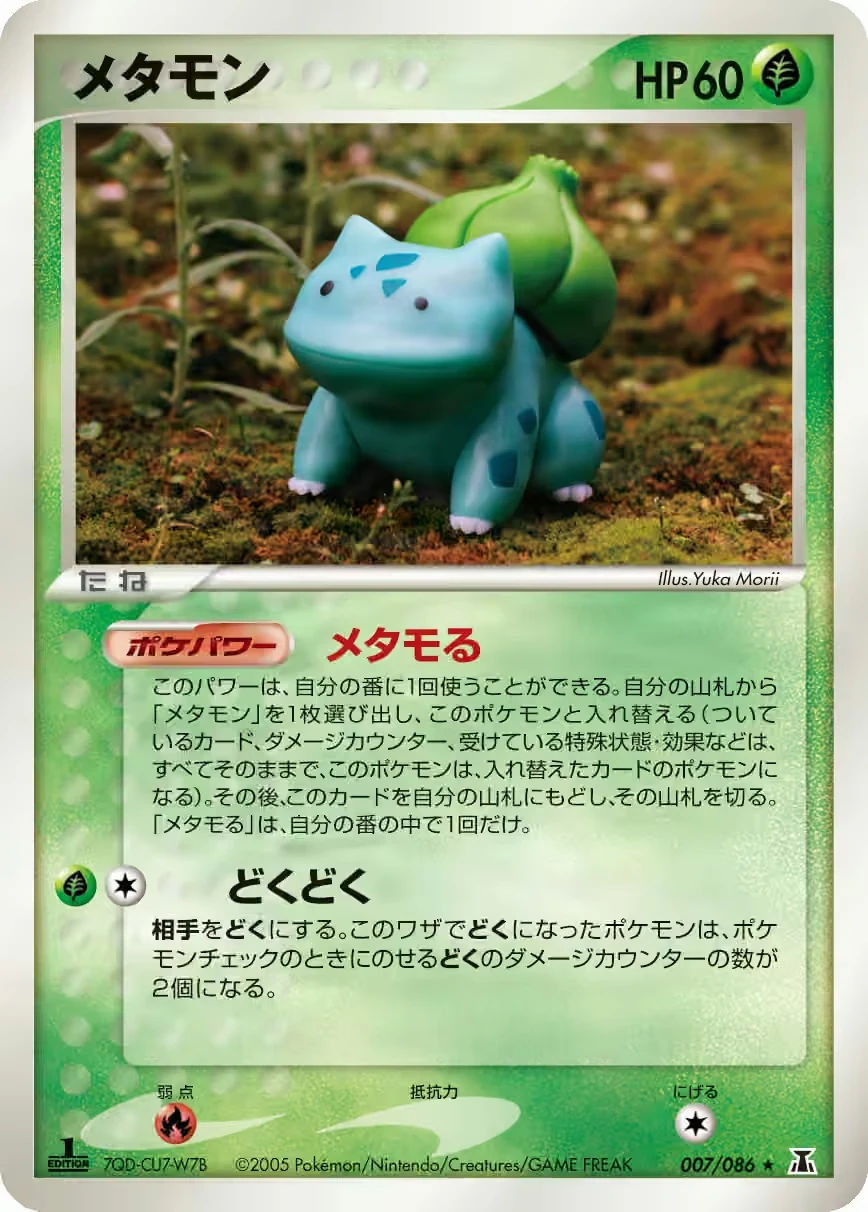 メタモン
HP60
たね
Illus.Yuka Morii
ポケパワー
メタモる
このパワーは、自分の番に1回使うことができる。自分の山札から
「メタモン」を1枚選び出し、このポケモンと入れ替える（ついて
いるカード、ダメージカウンター、受けている特殊状態・効果などは、
すべてそのままで、このポケモンは、入れ替えたカードのポケモンに
なる）。その後、このカードを自分の山札にもどし、その山札を切る。
「メタモる」は、自分の番の中で1回だけ。
どくどく
相手をどくにする。このワザでどくになったポケモンは、ポケ
モンチェックのときにのせるどくのダメージカウンターの数が
2個になる。
弱点
抵抗力
にげる
1
EDITION
7QD-CU7-W7B
©2005 Pokémon/Nintendo/Creatures/GAME FREAK
007/086 ★